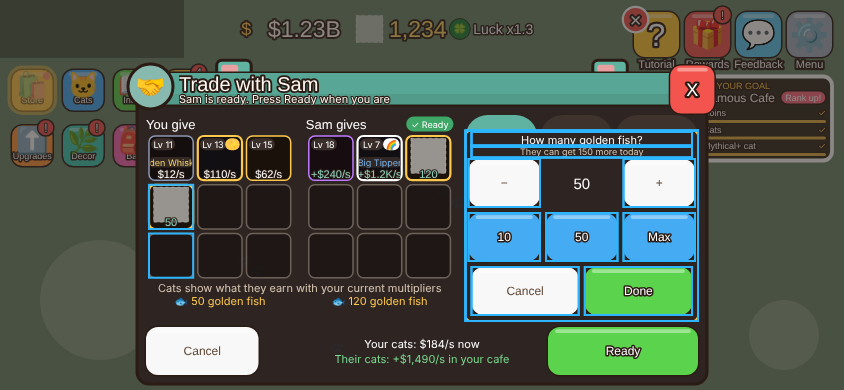 $ $1.23B 1,234 Luck x1.3
Tutorial Rewards Feedback Menu
Store Cats
Upgrades Decor
YOUR GOAL
Rank up!
Trade with Sam
Sam is ready. Press Ready when you are
X
You give
Sam gives
✓ Ready
Lv 11 Lv 13 Lv 15
den Whisk
$12/s $110/s $62/s
50
Lv 18 Lv 7
Big Tipper
+$240/s +$1.2K/s 120
Cats show what they earn with your current multipliers
50 golden fish 120 golden fish
How many golden fish?
They can get 150 more today
− 50 +
10 50 Max
Cancel Done
Cancel
Your cats: $184/s now
Their cats: +$1,490/s in your cafe
Ready